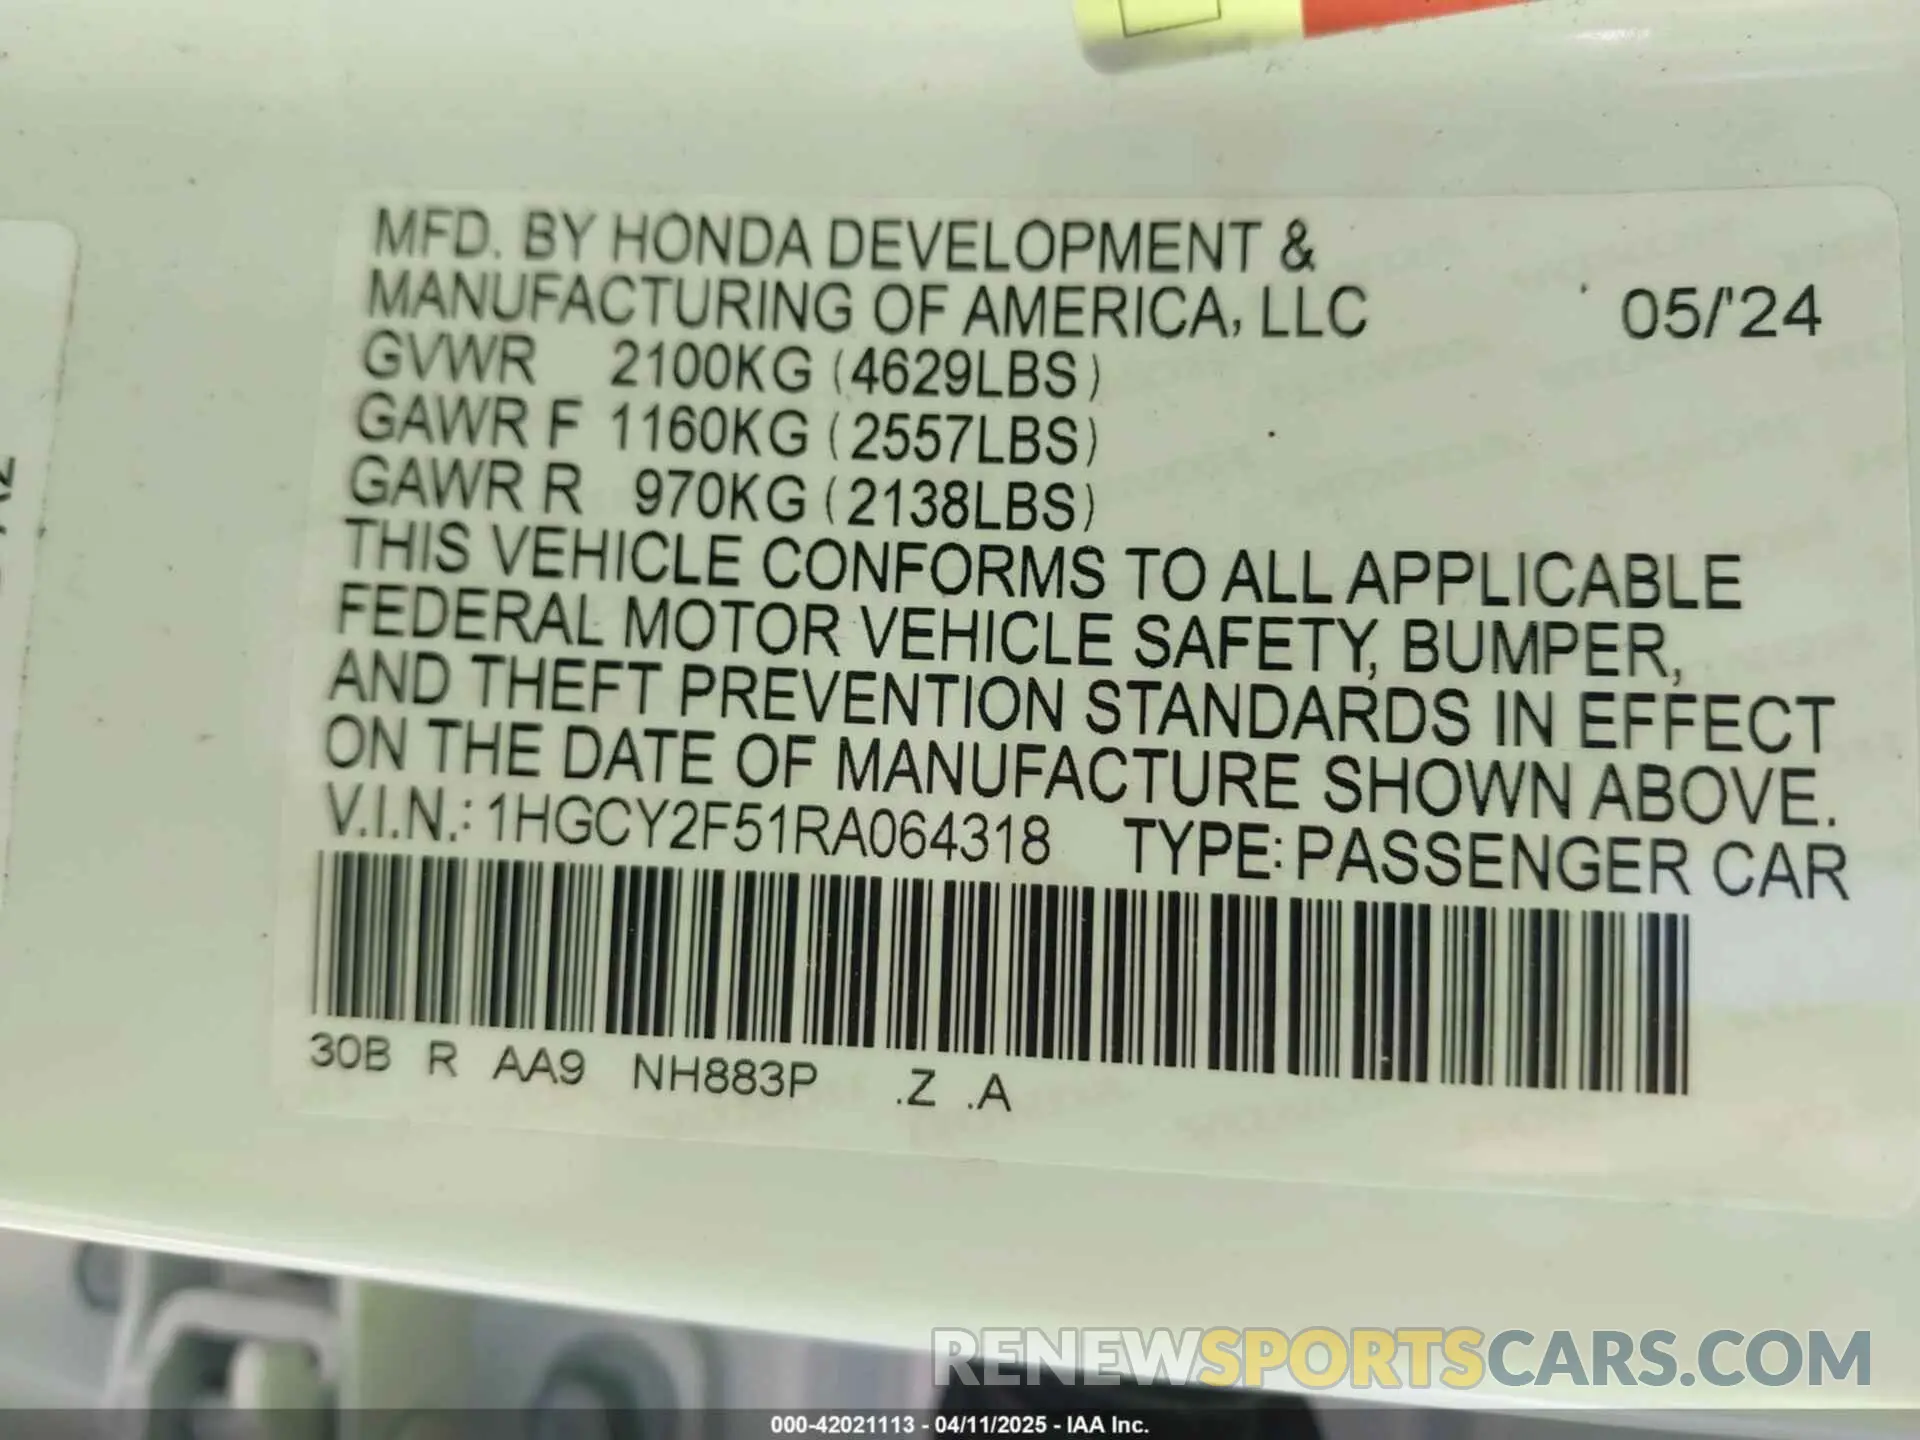 MFD. BY HONDA DEVELOPMENT &
MANUFACTURING OF AMERICA, LLC 05/'24
GVWR 2100KG (4629LBS)
GAWR F 1160KG (2557LBS)
GAWR R 970KG (2138LBS)
THIS VEHICLE CONFORMS TO ALL APPLICABLE
FEDERAL MOTOR VEHICLE SAFETY, BUMPER,
AND THEFT PREVENTION STANDARDS IN EFFECT
ON THE DATE OF MANUFACTURE SHOWN ABOVE.
V.I.N.: 1HGCY2F51RA064318 TYPE: PASSENGER CAR
30B R AA9 NH883P .Z .A
RENEWSPORTSCARS.COM
000-42021113 - 04/11/2025 - IAA Inc.